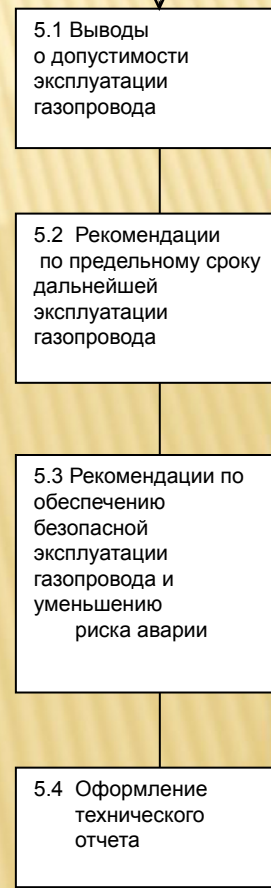 5.1 Выводы
о допустимости
эксплуатации
газопровода
5.2 Рекомендации
по предельному сроку
дальнейшей
эксплуатации
газопровода
5.3 Рекомендации по
обеспечению
безопасной
эксплуатации
газопровода и
уменьшению
риска аварии
5.4 Оформление
технического
отчета